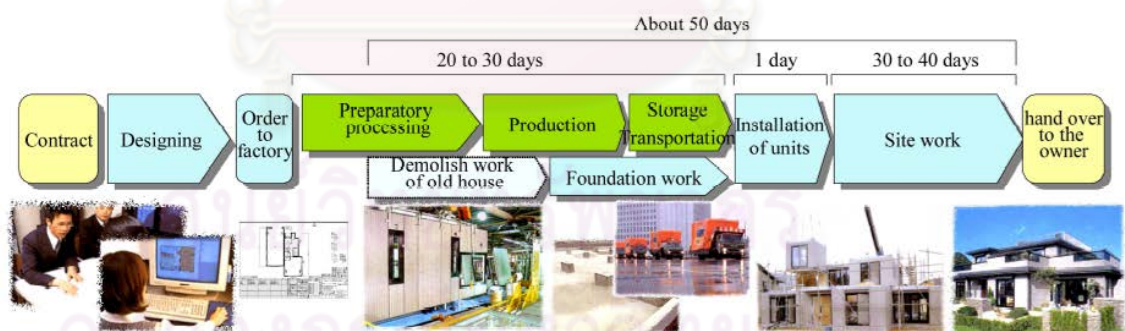 About 50 days
20 to 30 days
1 day
30 to 40 days
Contract
Designing
Order
to
factory
Preparatory
processing
Production
Storage
Transportation
Demolish work
of old house
Foundation work
Installation
of units
Site work
hand over
to the
owner